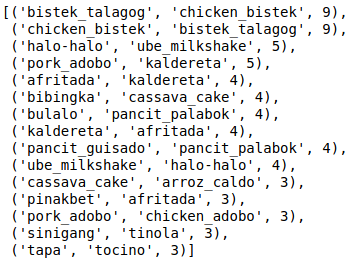 [('bistek_talagog', 'chicken_bistek', 9),
('chicken_bistek', 'bistek_talagog', 9),
('halo-halo', 'ube_milkshake', 5),
('pork_adobo', 'kaldereta', 5),
('afritada', 'kaldereta', 4),
('bibingka', 'cassava_cake', 4),
('bulalo', 'pancit_palabok', 4),
('kaldereta', 'afritada', 4),
('pancit_guisado', 'pancit_palabok', 4),
('ube_milkshake', 'halo-halo', 4),
('cassava_cake', 'arroz_caldo', 3),
('pinakbet', 'afritada', 3),
('pork_adobo', 'chicken_adobo', 3),
('sinigang', 'tinola', 3),
('tapa', 'tocino', 3)]